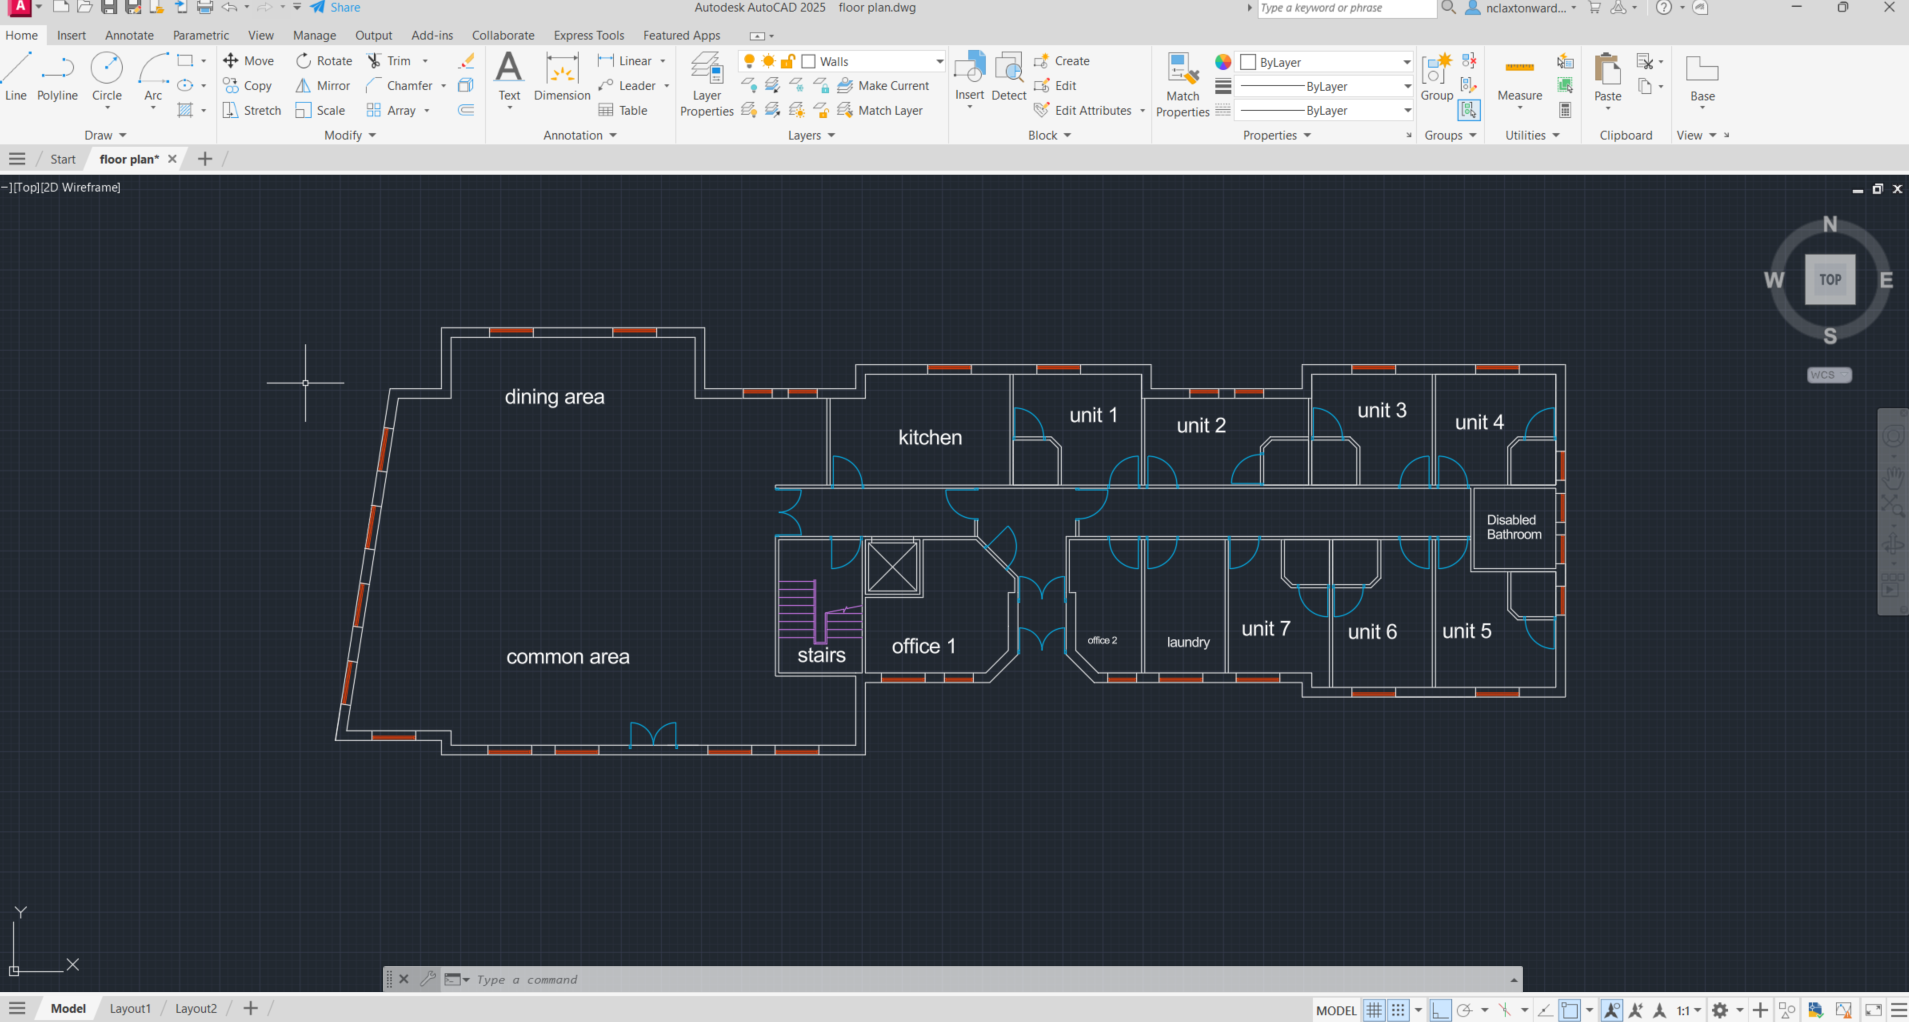 A Share Autodesk AutoCAD 2025 floor plan.dwg Type a keyword or phrase nclaxtonward...
Home Insert Annotate Parametric View Manage Output Add-ins Collaborate Express Tools Featured Apps
Move Rotate Trim Linear Walls Create ByLayer
Line Polyline Circle Arc Copy Mirror Chamfer Text Dimension Leader Layer Properties Make Current Insert Detect Edit Match Properties ByLayer Group Measure Paste Base
Stretch Scale Array Table Match Layer Edit Attributes ByLayer
Draw Modify Annotation Layers Block Properties Groups Utilities Clipboard View
Start floor plan*
−][Top][2D Wireframe]
N
W TOP E
S
WCS
dining area
kitchen
unit 1
unit 2
unit 3
unit 4
Disabled
Bathroom
common area
stairs
office 1
office 2
laundry
unit 7
unit 6
unit 5
Y
X
Type a command
Model Layout1 Layout2 MODEL 1:1